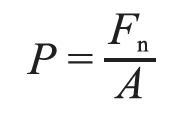 P = Fₙ / A